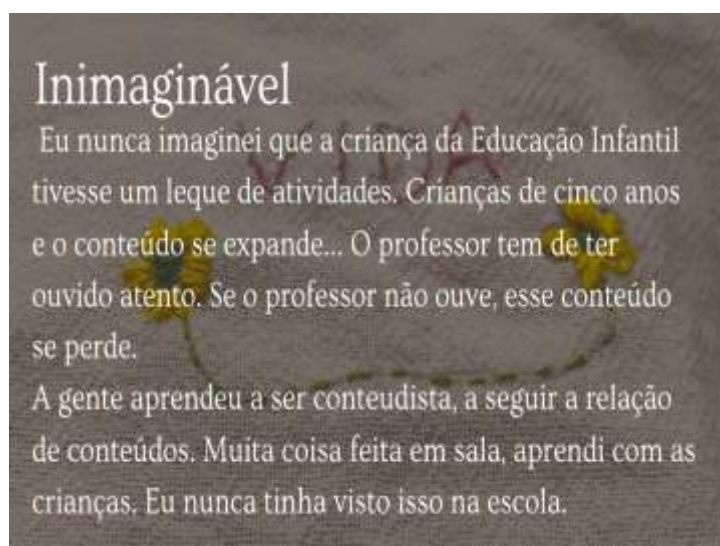 Inimaginável
VIDA
Eu nunca imaginei que a criança da Educação Infantil
tivesse um leque de atividades. Crianças de cinco anos
e o conteúdo se expande... O professor tem de ter
ouvido atento. Se o professor não ouve, esse conteúdo
se perde.
A gente aprendeu a ser conteudista, a seguir a relação
de conteúdos. Muita coisa feita em sala, aprendi com as
crianças. Eu nunca tinha visto isso na escola.